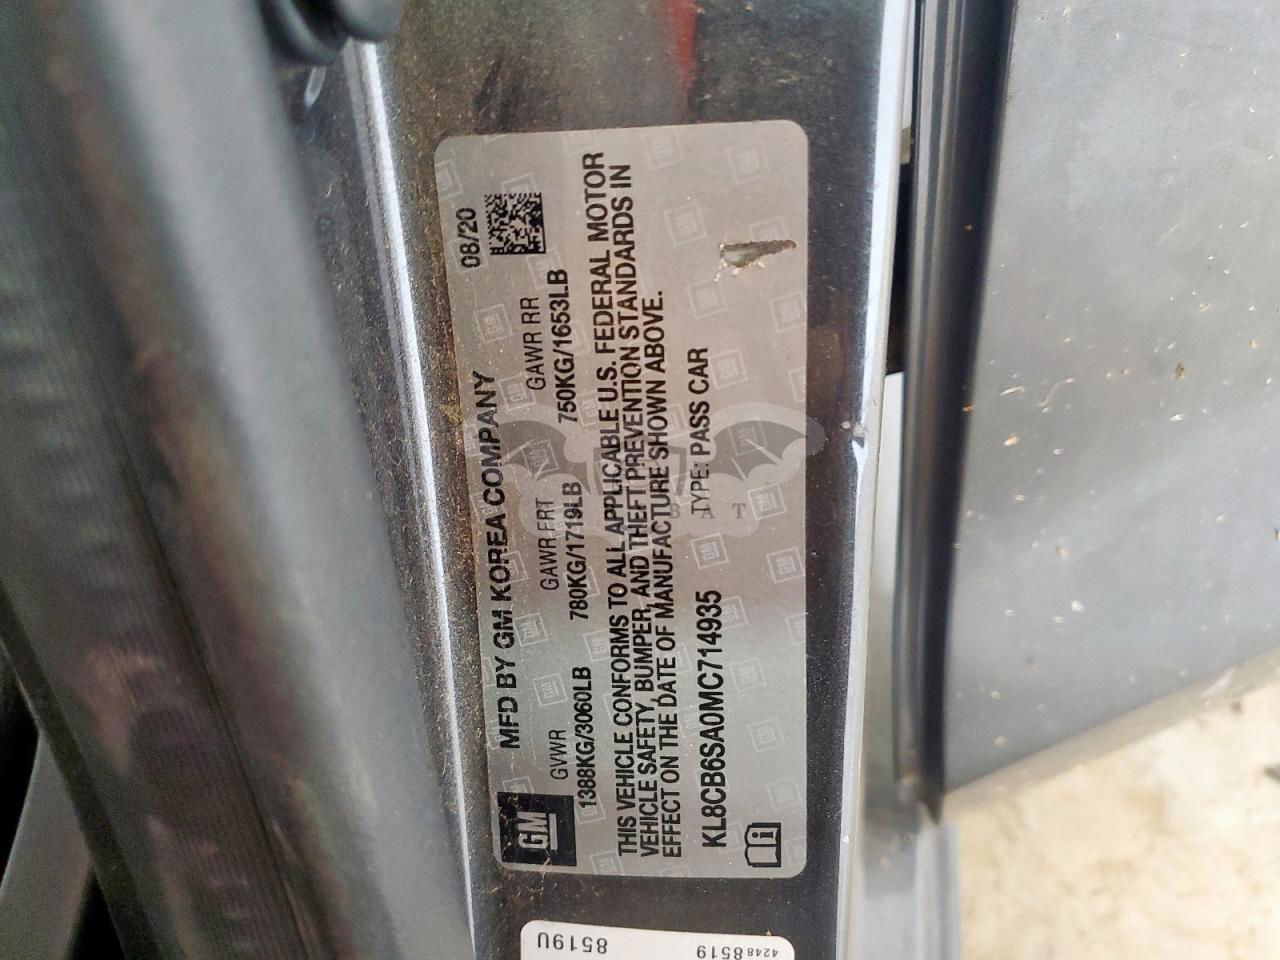 MFD BY GM KOREA COMPANY 08/20
GM
GVWR GAWR FRT GAWR RR
1388KG/3060LB 780KG/1719LB 750KG/1653LB
THIS VEHICLE CONFORMS TO ALL APPLICABLE U.S. FEDERAL MOTOR
VEHICLE SAFETY, BUMPER, AND THEFT PREVENTION STANDARDS IN
EFFECT ON THE DATE OF MANUFACTURE SHOWN ABOVE.
KL8CB6SA0MC714935 TYPE: PASS CAR
BAT
8519U
42488519